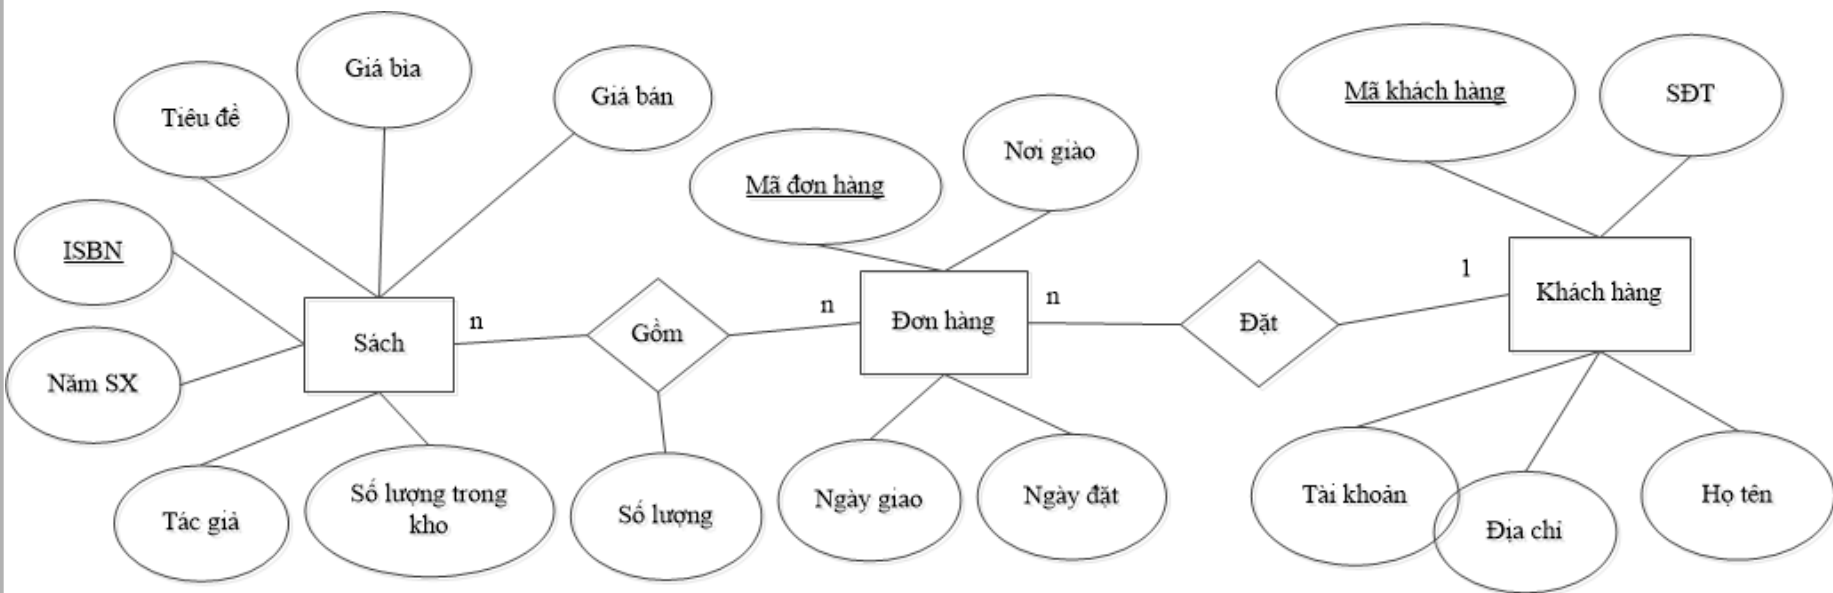 Giá bìa
Tiêu đề
Giá bán
Mã đơn hàng
Nơi giào
Mã khách hàng
SĐT
ISBN
Năm SX
Sách
n
Gồm
n
Đơn hàng
n
Đặt
1
Khách hàng
Tác giả
Số lượng trong
kho
Số lượng
Ngày giao
Ngày đặt
Tài khoản
Địa chỉ
Họ tên